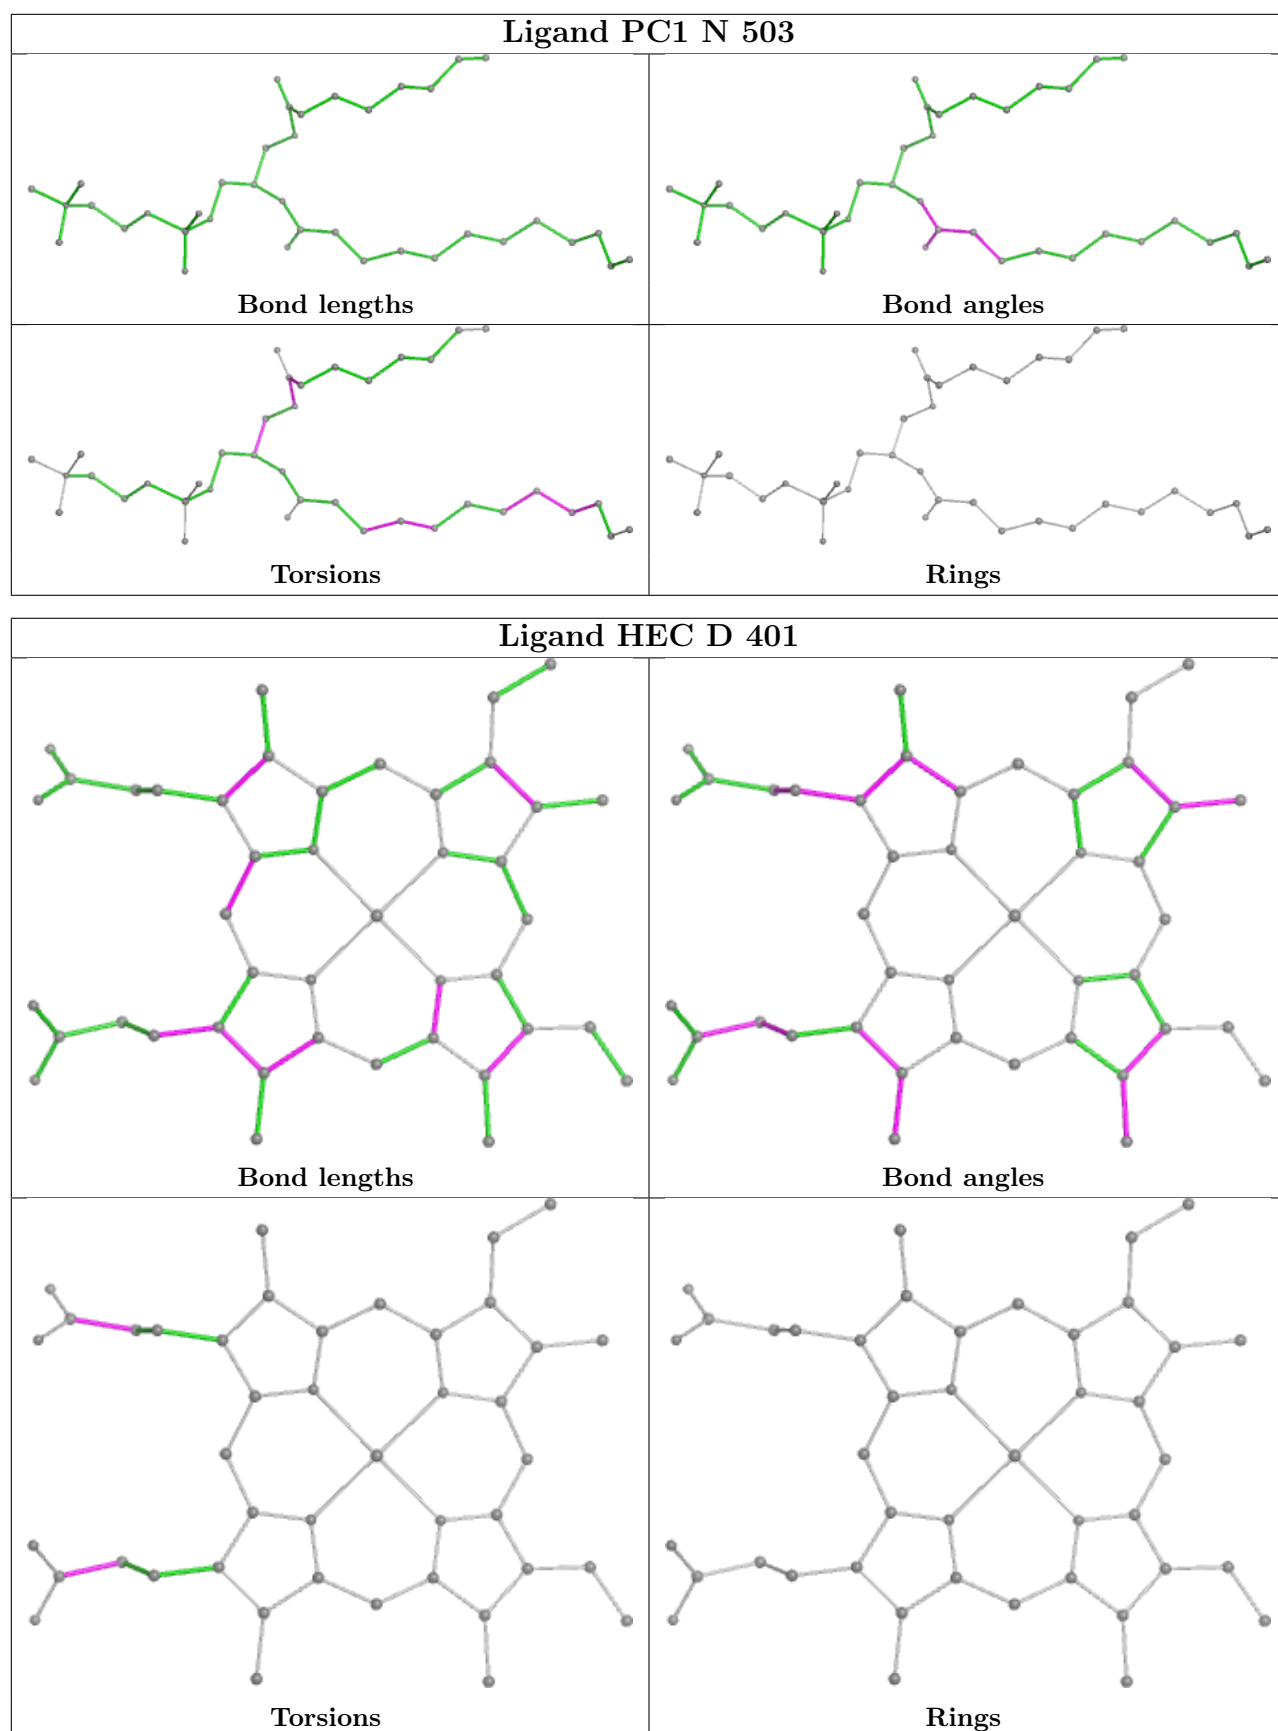 Ligand PC1 N 503
Bond lengths
Bond angles
Torsions
Rings
Ligand HEC D 401
Bond lengths
Bond angles
Torsions
Rings